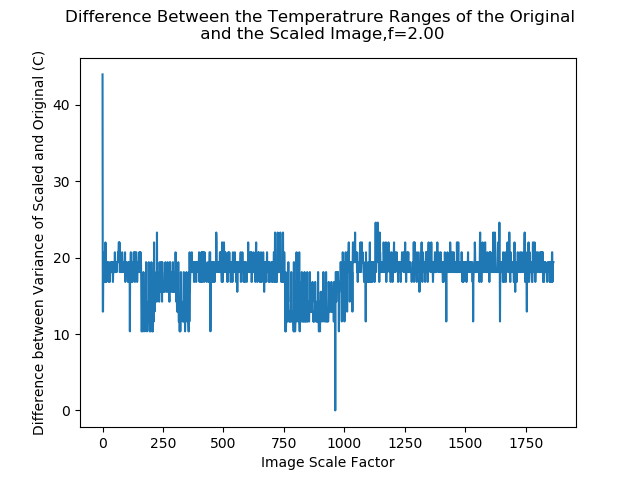 Difference Between the Temperatrure Ranges of the Original
and the Scaled Image,f=2.00
Difference between Variance of Scaled and Original (C)
40
30
20
10
0
0 250 500 750 1000 1250 1500 1750
Image Scale Factor